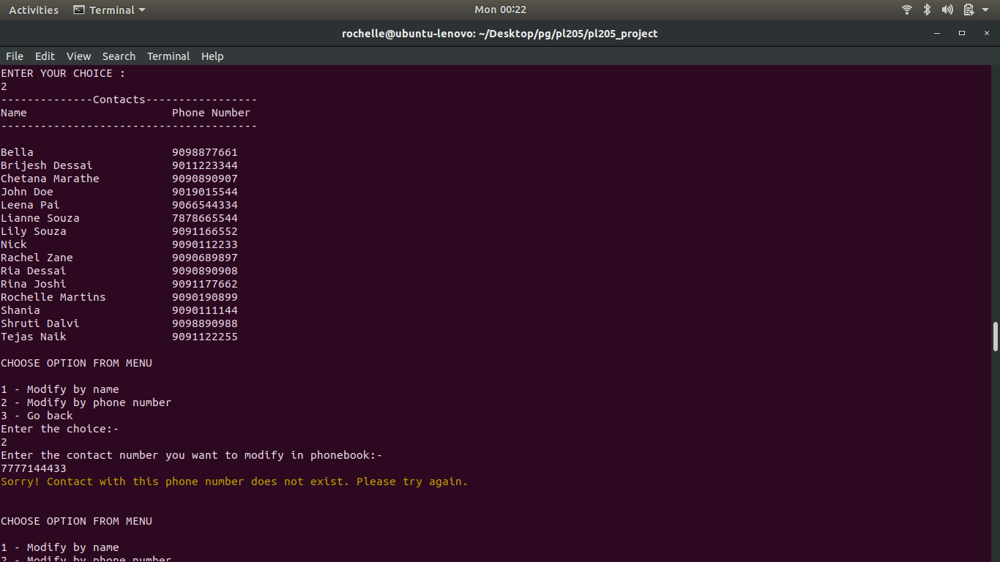 Activities Terminal Mon 00:22
rochelle@ubuntu-lenovo: ~/Desktop/pg/pl205/pl205_project
File Edit View Search Terminal Help
ENTER YOUR CHOICE :
2
--------------Contacts-----------------
Name                      Phone Number
---------------------------------------
Bella                     9098877661
Brijesh Dessai            9011223344
Chetana Marathe           9090890907
John Doe                  9019015544
Leena Pai                 9066544334
Lianne Souza              7878665544
Lily Souza                9091166552
Nick                      9090112233
Rachel Zane               9090689897
Ria Dessai                9090890908
Rina Joshi                9091177662
Rochelle Martins          9090190899
Shania                    9090111144
Shruti Dalvi              9098890988
Tejas Naik                9091122255
CHOOSE OPTION FROM MENU
1 - Modify by name
2 - Modify by phone number
3 - Go back
Enter the choice:-
2
Enter the contact number you want to modify in phonebook:-
7777144433
Sorry! Contact with this phone number does not exist. Please try again.
CHOOSE OPTION FROM MENU
1 - Modify by name
2 - Modify by phone number